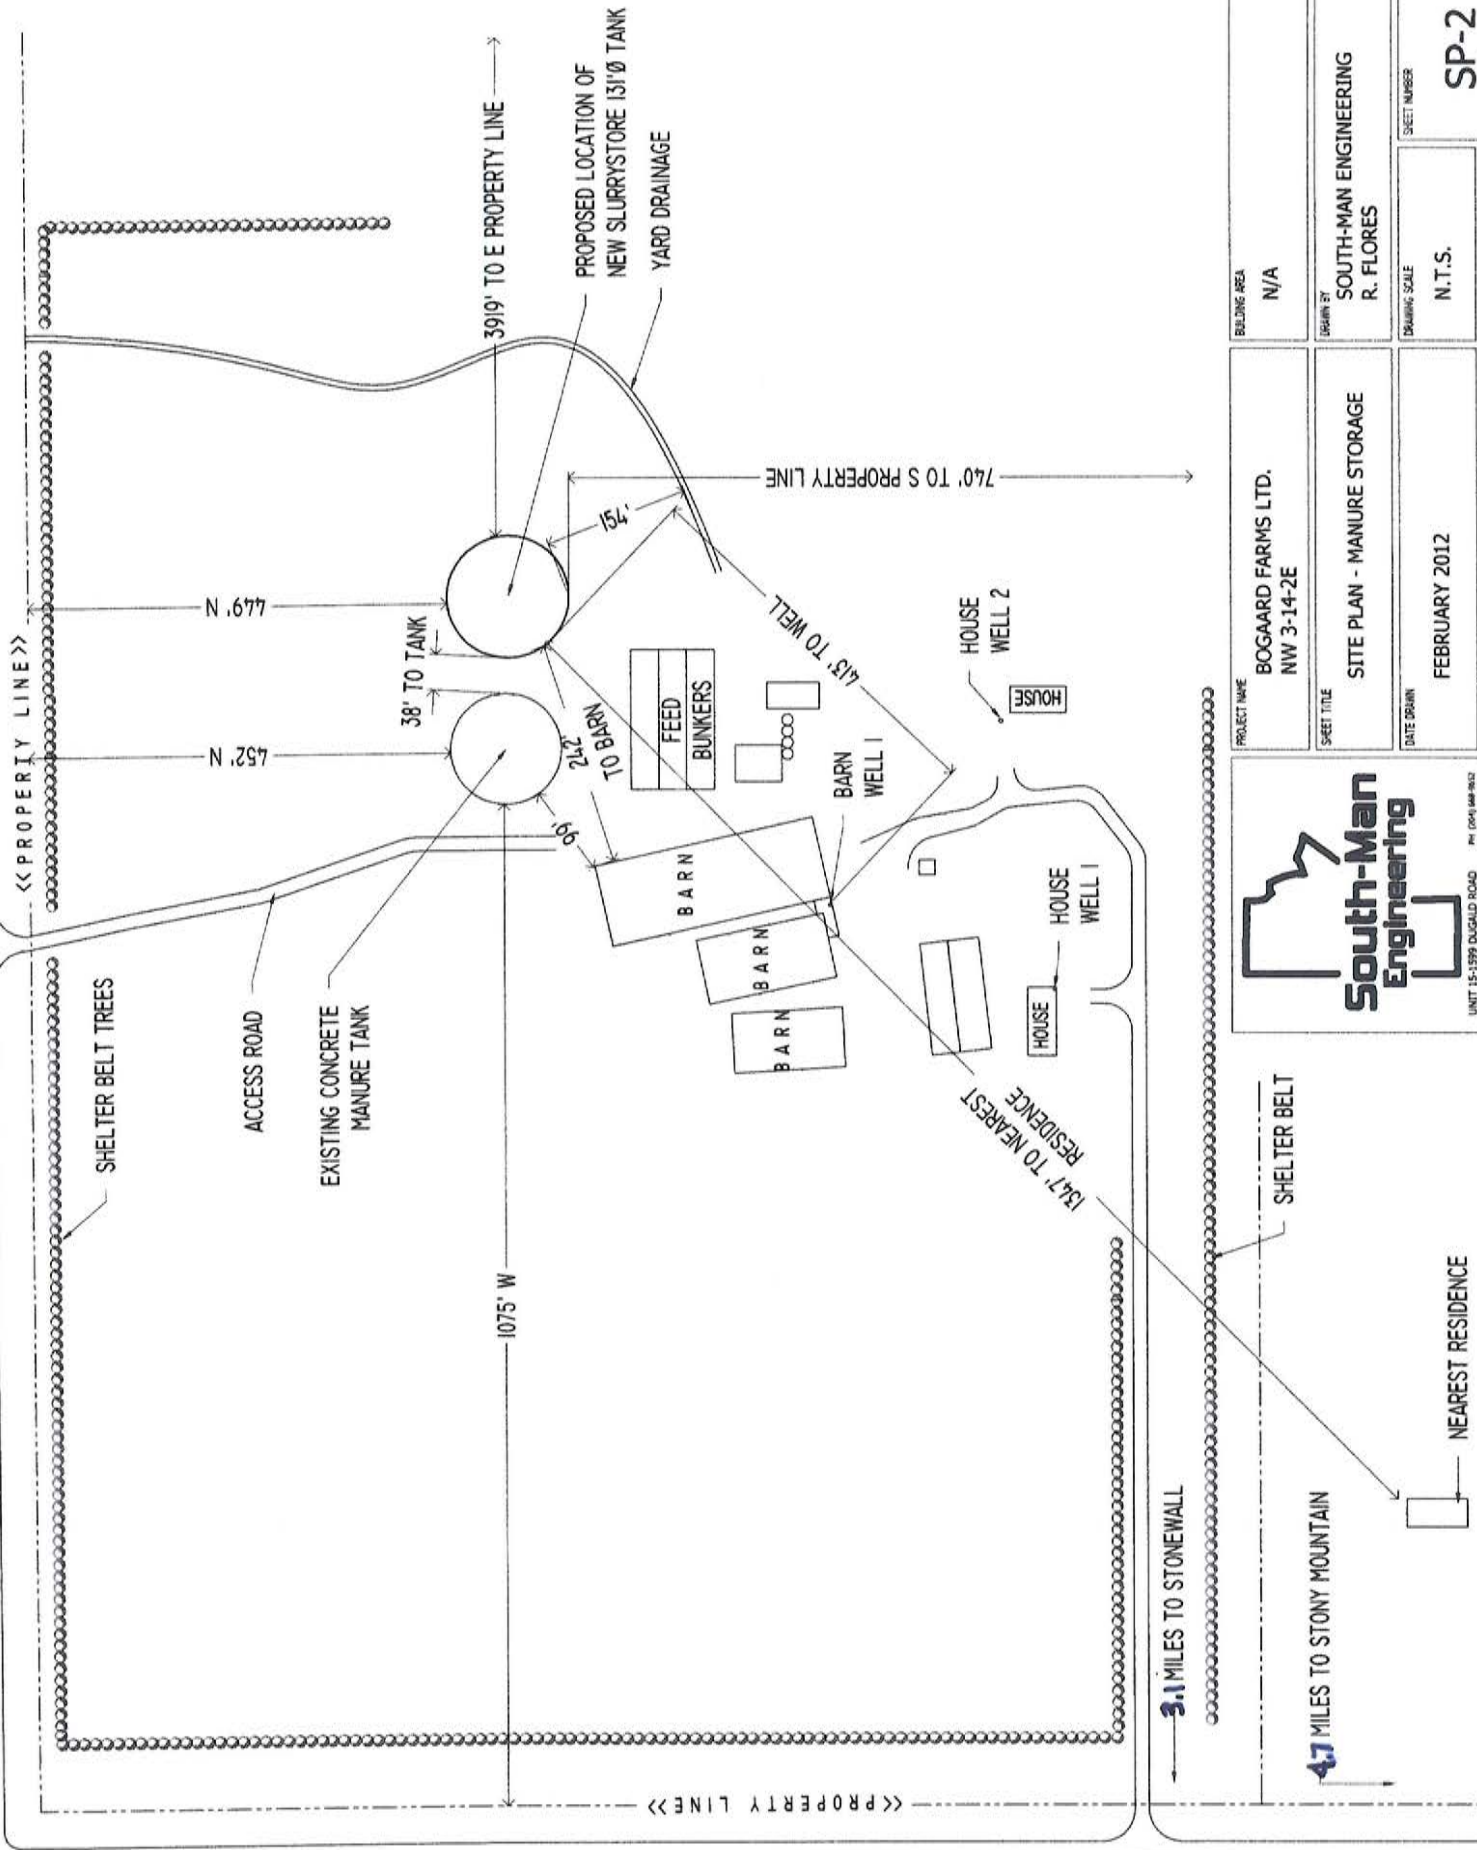 <<PROPERTY LINE>>
SHELTER BELT TREES
ACCESS ROAD
EXISTING CONCRETE
MANURE TANK
452' N
449' N
38' TO TANK
3919' TO E PROPERTY LINE
PROPOSED LOCATION OF
NEW SLURRYSTORE 131'Ø TANK
YARD DRAINAGE
1075' W
99'
242'
TO BARN
154'
740' TO S PROPERTY LINE
FEED
BUNKERS
413' TO WELL
BARN
BARN
BARN
BARN
WELL 1
HOUSE
WELL 2
HOUSE
HOUSE
WELL 1
HOUSE
1347' TO NEAREST
RESIDENCE
<<PROPERTY LINE>>
3.1 MILES TO STONEWALL
SHELTER BELT
4.7 MILES TO STONY MOUNTAIN
NEAREST RESIDENCE
South-Man
Engineering
UNIT 15-1599 DUGALD ROAD
PROJECT NAME
BOGAARD FARMS LTD.
NW 3-14-2E
BUILDING AREA
N/A
SHEET TITLE
SITE PLAN - MANURE STORAGE
DRAWN BY
SOUTH-MAN ENGINEERING
R. FLORES
DATE DRAWN
FEBRUARY 2012
DRAWING SCALE
N.T.S.
SHEET NUMBER
SP-2